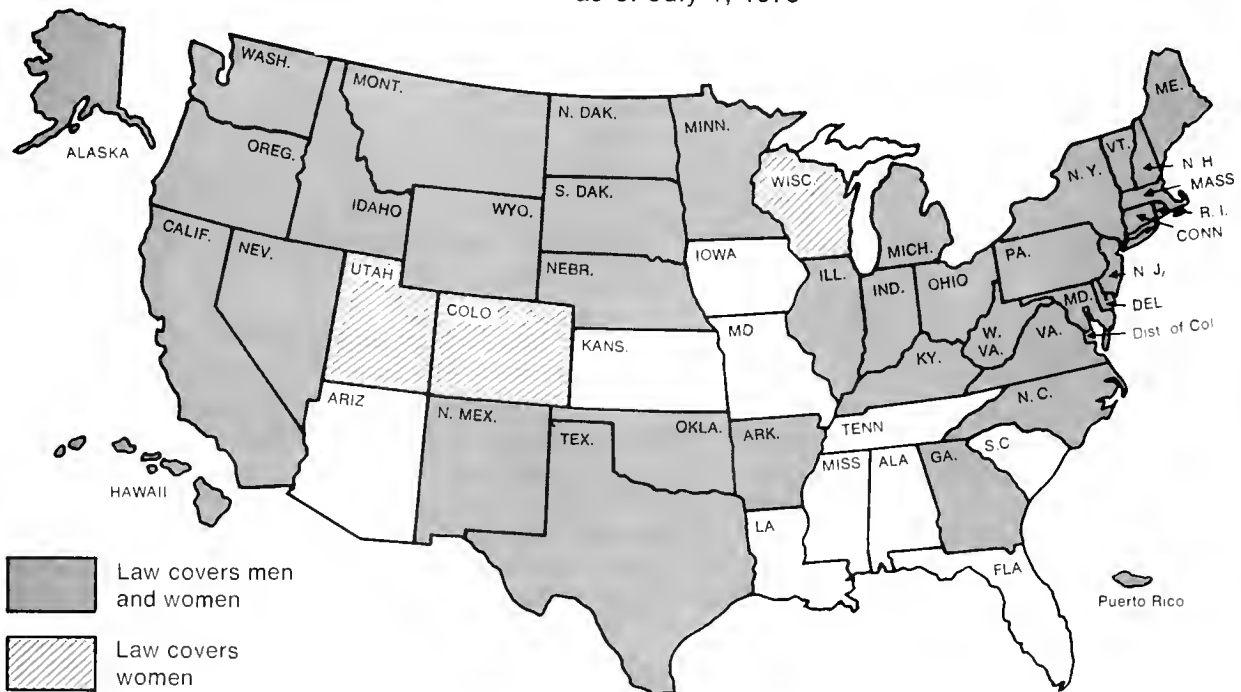 as of July 1,
WASH.
MONT.
N. DAK.
MINN.
ME.
ALASKA
OREG.
VT.
N H
N.Y.
MASS
WISC.
S. DAK.
IDAHO
WYO.
R. I.
CONN
CALIF.
NEV.
IOWA
MICH.
PA.
UTAH
NEBR.
ILL.
IND.
OHIO
N J,
MD.
DEL
COLO
MO
W.
VA.
VA.
Dist of Col
KANS.
KY.
ARIZ
N. MEX.
TEX.
OKLA.
ARK.
TENN
N.C.
S.C
MISS
ALA
GA.
HAWAII
LA
FLA
Puerto Rico
Law covers men
and women
Law covers
women